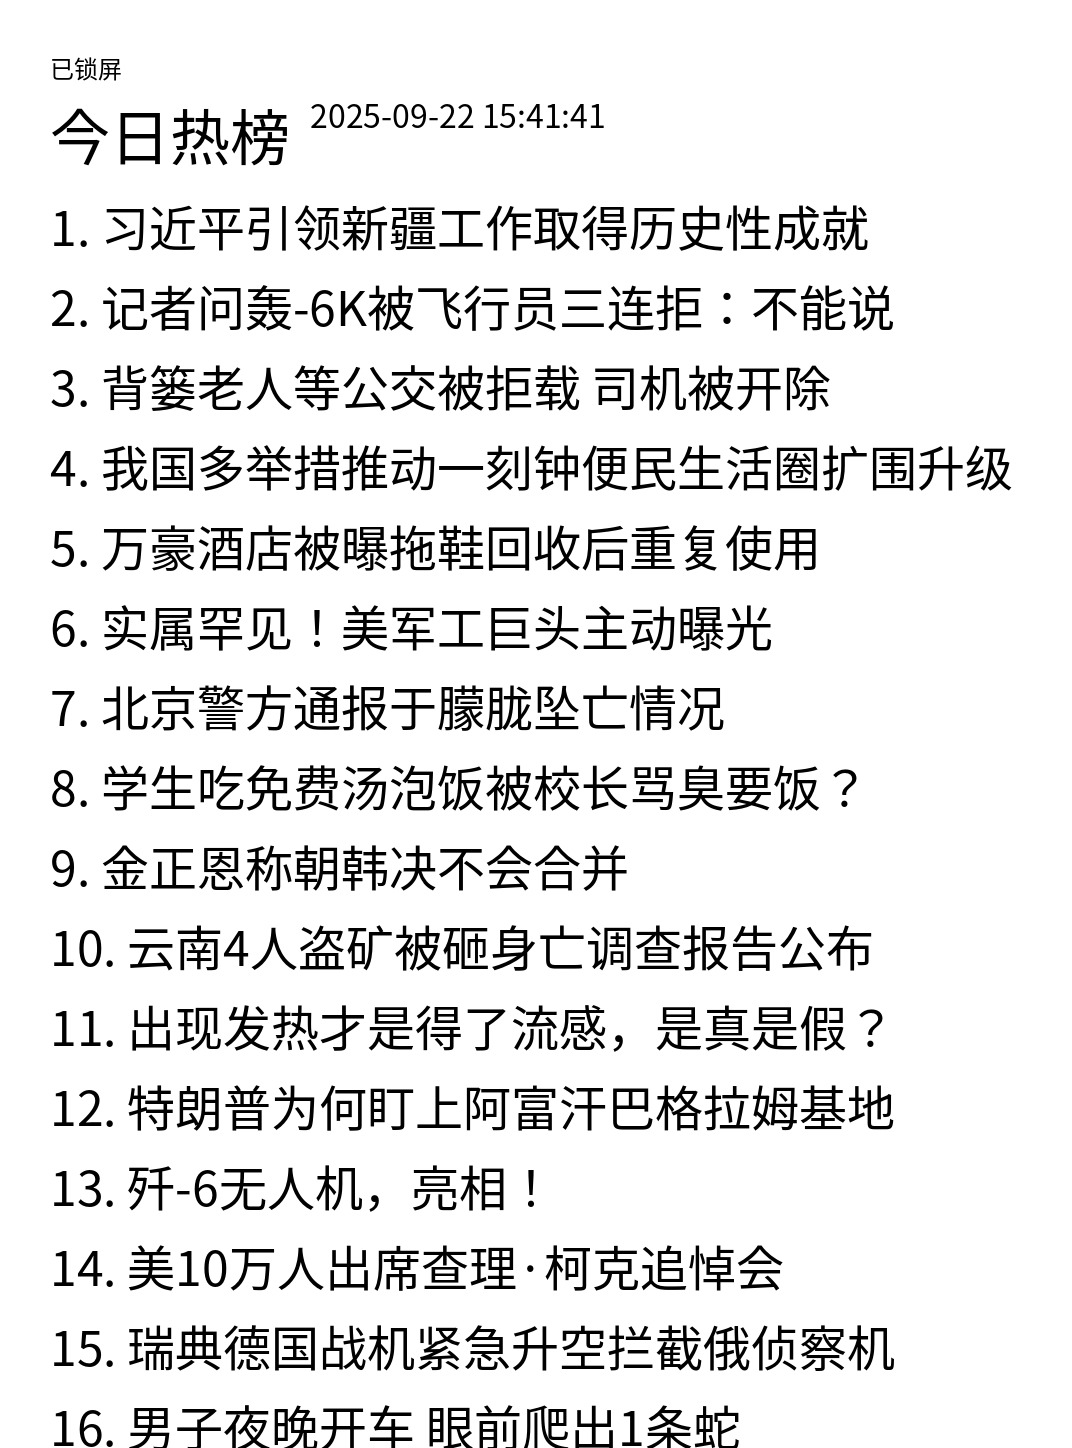 已锁屏
今日热榜 2025-09-22 15:41:41
1. 习近平引领新疆工作取得历史性成就
2. 记者问轰-6K被飞行员三连拒：不能说
3. 背篓老人等公交被拒载 司机被开除
4. 我国多举措推动一刻钟便民生活圈扩围升级
5. 万豪酒店被曝拖鞋回收后重复使用
6. 实属罕见！美军工巨头主动曝光
7. 北京警方通报于朦胧坠亡情况
8. 学生吃免费汤泡饭被校长骂臭要饭？
9. 金正恩称朝韩决不会合并
10. 云南4人盗矿被砸身亡调查报告公布
11. 出现发热才是得了流感，是真是假？
12. 特朗普为何盯上阿富汗巴格拉姆基地
13. 歼-6无人机，亮相！
14. 美10万人出席查理·柯克追悼会
15. 瑞典德国战机紧急升空拦截俄侦察机
16. 男子夜晚开车 眼前爬出1条蛇